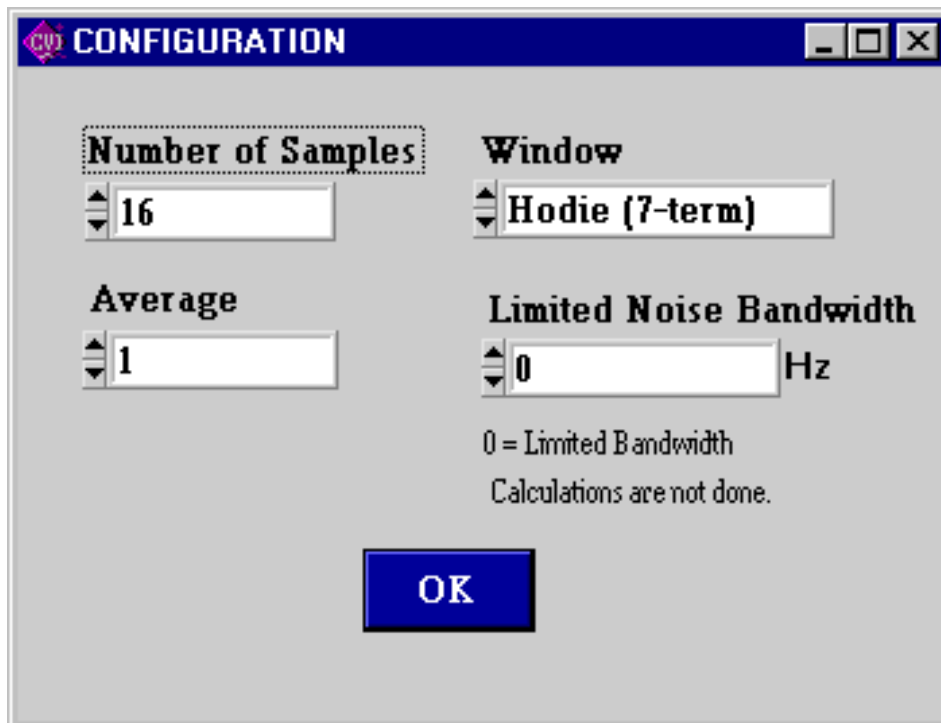 CVI CONFIGURATION
Number of Samples
16
Window
Hodie (7-term)
Average
1
Limited Noise Bandwidth
0 Hz
0 = Limited Bandwidth
Calculations are not done.
OK